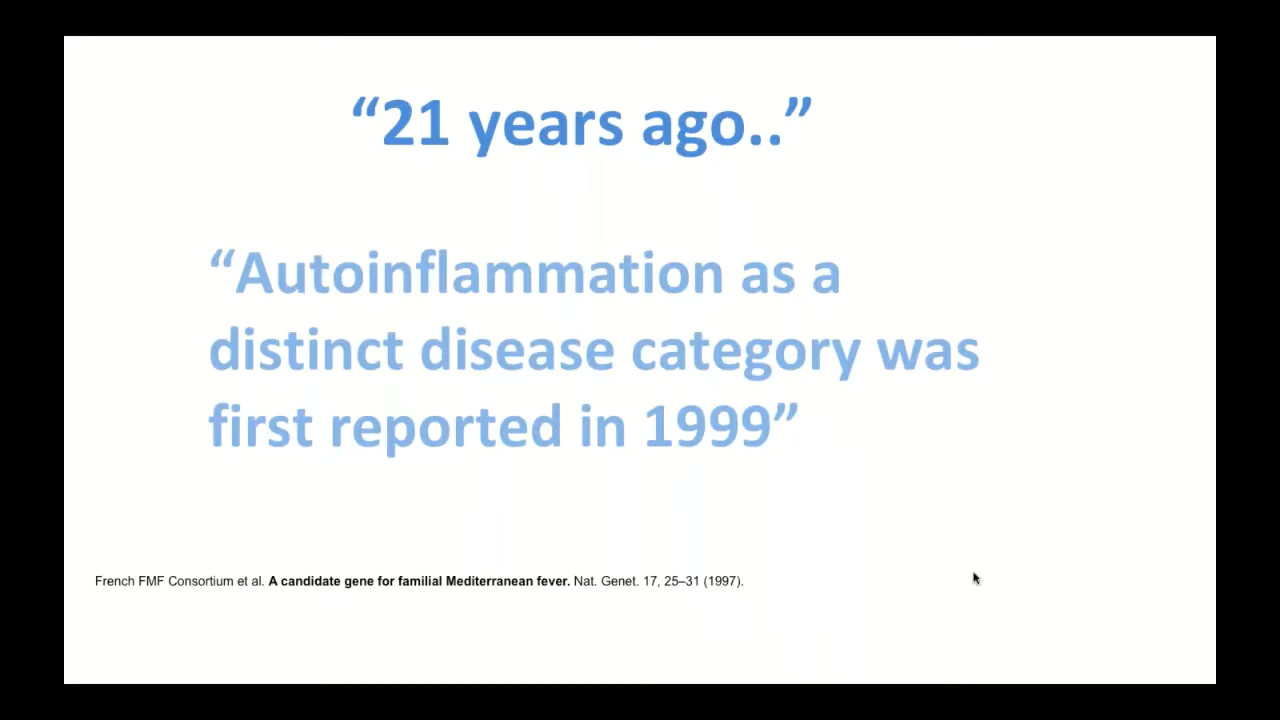 “21 years ago..”
“Autoinflammation as a
distinct disease category was
first reported in 1999”
French FMF Consortium et al. A candidate gene for familial Mediterranean fever. Nat. Genet. 17, 25–31 (1997).